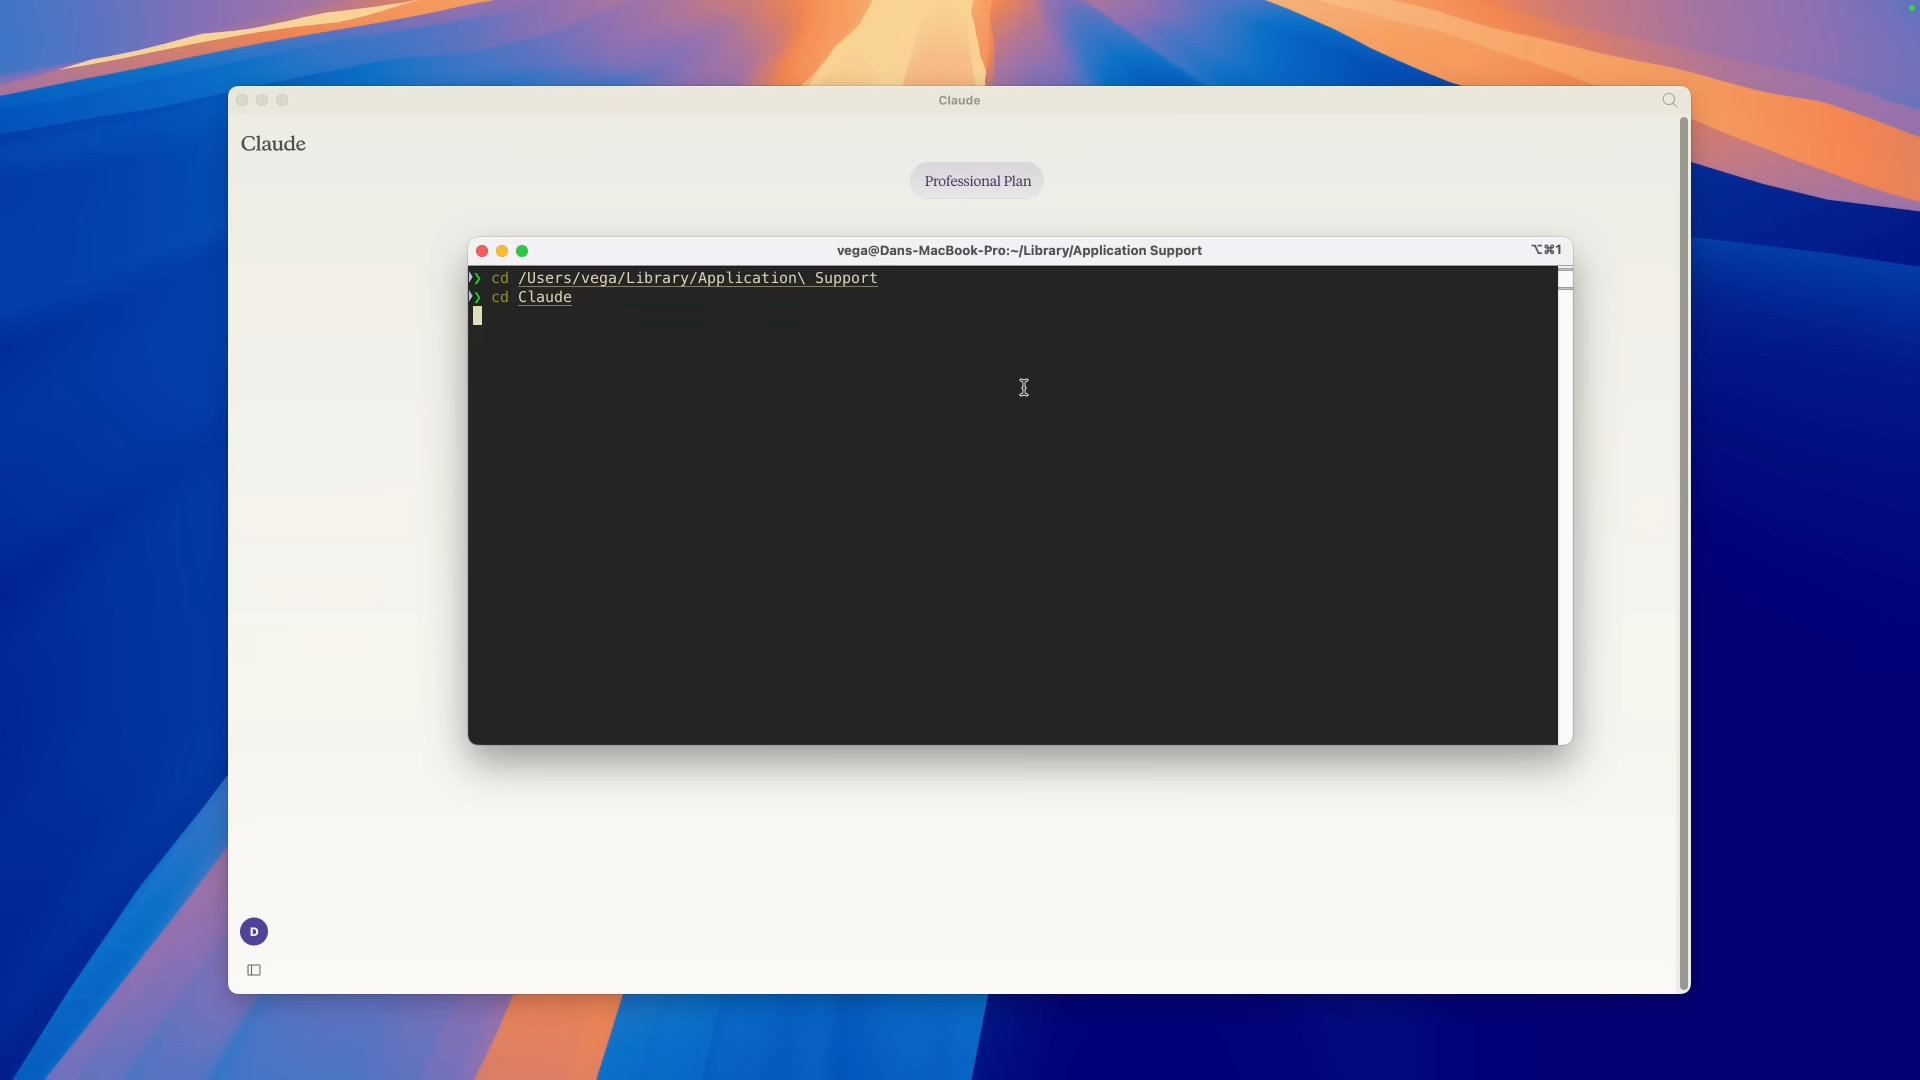 Claude
Claude
Professional Plan
vega@Dans-MacBook-Pro:~/Library/Application Support
⌥⌘1
❯ cd /Users/vega/Library/Application\ Support
❯ cd Claude
D